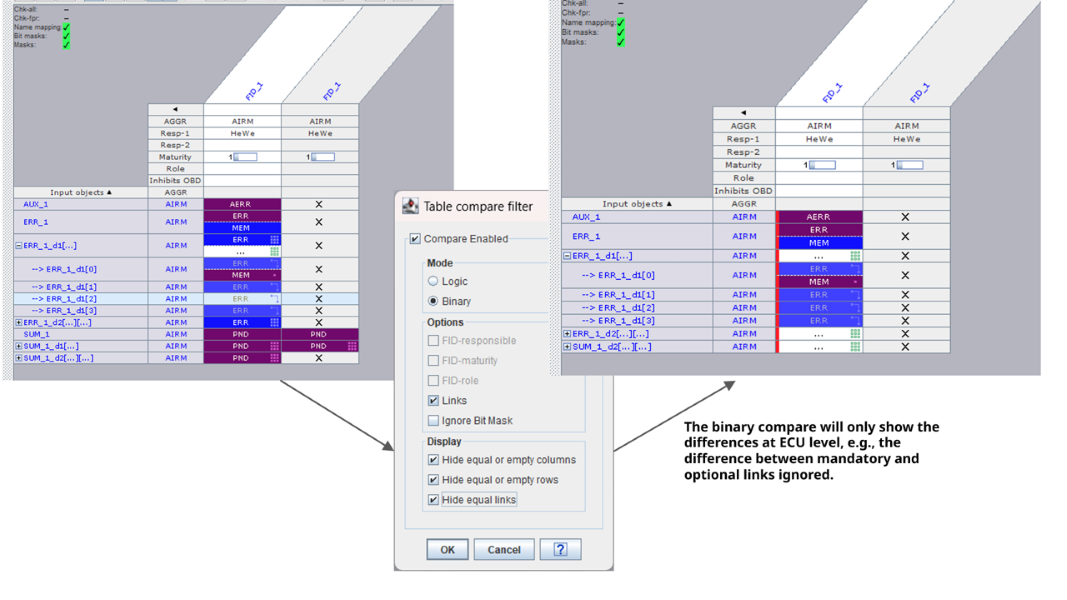 Chk-all: –
Chk-fpr: –
Name mapping: ✓
Bit masks: ✓
Masks: ✓
FID_1 FID_1
◄
AGGR AIRM AIRM
Resp-1 HeWe HeWe
Resp-2
Maturity 1 1
Role
Inhibits OBD
Input objects ▲ AGGR
AUX_1 AIRM AERR X
ERR_1 AIRM ERR X
MEM
ERR_1_d1[...] AIRM ERR X
...
--> ERR_1_d1[0] AIRM ERR X
MEM
--> ERR_1_d1[1] AIRM ERR X
--> ERR_1_d1[2] AIRM ERR X
--> ERR_1_d1[3] AIRM ERR X
ERR_1_d2[...][...] AIRM ERR X
SUM_1 AIRM PND PND
SUM_1_d1[...] AIRM PND PND
SUM_1_d2[...][...] AIRM PND X
Table compare filter
Compare Enabled
Mode
Logic
Binary
Options
FID-responsible
FID-maturity
FID-role
Links
Ignore Bit Mask
Display
Hide equal or empty columns
Hide equal or empty rows
Hide equal links
OK Cancel ?
Chk-all: –
Chk-fpr: –
Name mapping: ✓
Bit masks: ✓
Masks: ✓
FID_1 FID_1
◄
AGGR AIRM AIRM
Resp-1 HeWe HeWe
Resp-2
Maturity 1 1
Role
Inhibits OBD
Input objects ▲ AGGR
AUX_1 AIRM AERR X
ERR_1 AIRM ERR X
MEM
ERR_1_d1[...] AIRM ... X
--> ERR_1_d1[0] AIRM ERR X
MEM
--> ERR_1_d1[1] AIRM ERR X
--> ERR_1_d1[2] AIRM ERR X
--> ERR_1_d1[3] AIRM ERR X
ERR_1_d2[...][...] AIRM ... X
SUM_1_d2[...][...] AIRM ... X
The binary compare will only show the
differences at ECU level, e.g., the
difference between mandatory and
optional links ignored.